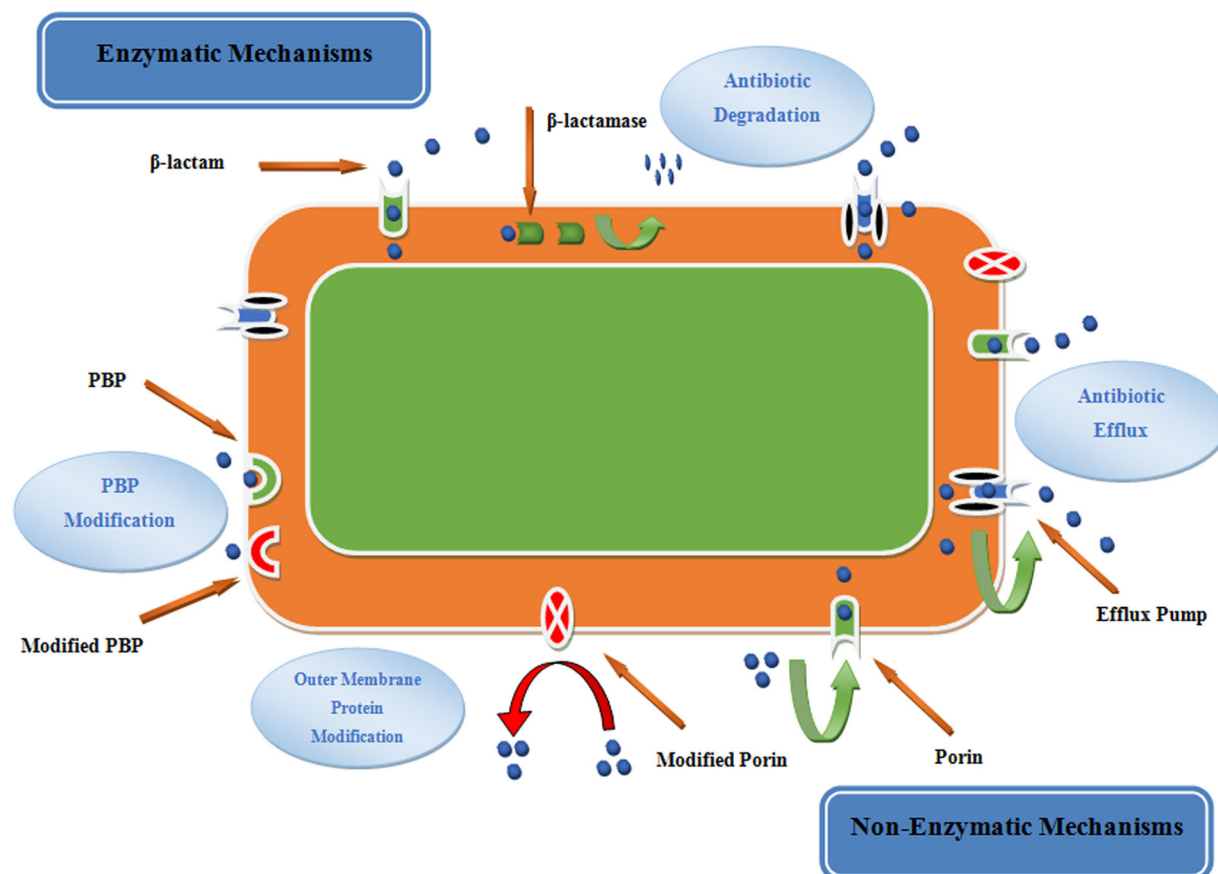 Enzymatic Mechanisms
Antibiotic
Degradation
β-lactamase
β-lactam
PBP
Antibiotic
Efflux
PBP
Modification
Modified PBP
Efflux Pump
Outer Membrane
Protein
Modification
Modified Porin
Porin
Non-Enzymatic Mechanisms